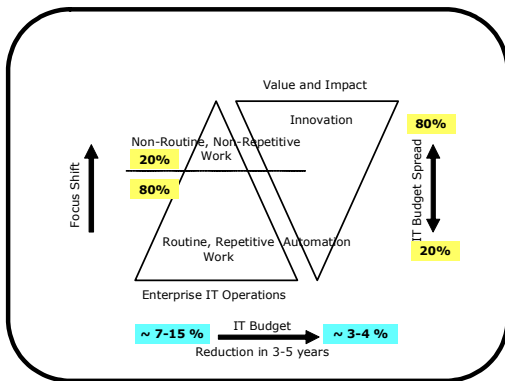 Value and Impact
Innovation
80%
Non-Routine, Non-Repetitive
Work
20%
80%
Focus Shift
IT Budget Spread
Routine, Repetitive
Work
Automation
20%
Enterprise IT Operations
~ 7-15 %
IT Budget
~ 3-4 %
Reduction in 3-5 years